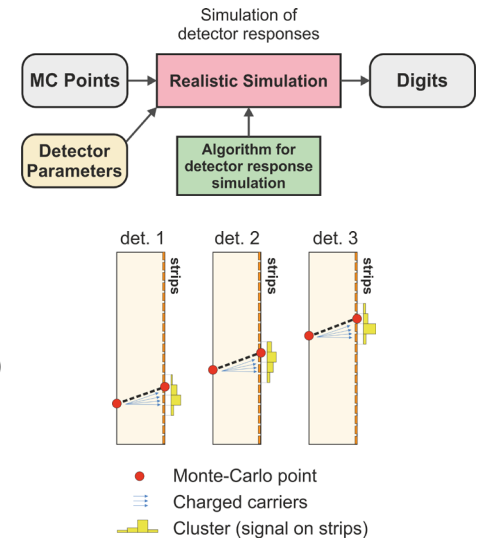 Simulation of
detector responses
MC Points
Realistic Simulation
Digits
Detector
Parameters
Algorithm for
detector response
simulation
det. 1
det. 2
det. 3
strips
strips
strips
Monte-Carlo point
Charged carriers
Cluster (signal on strips)